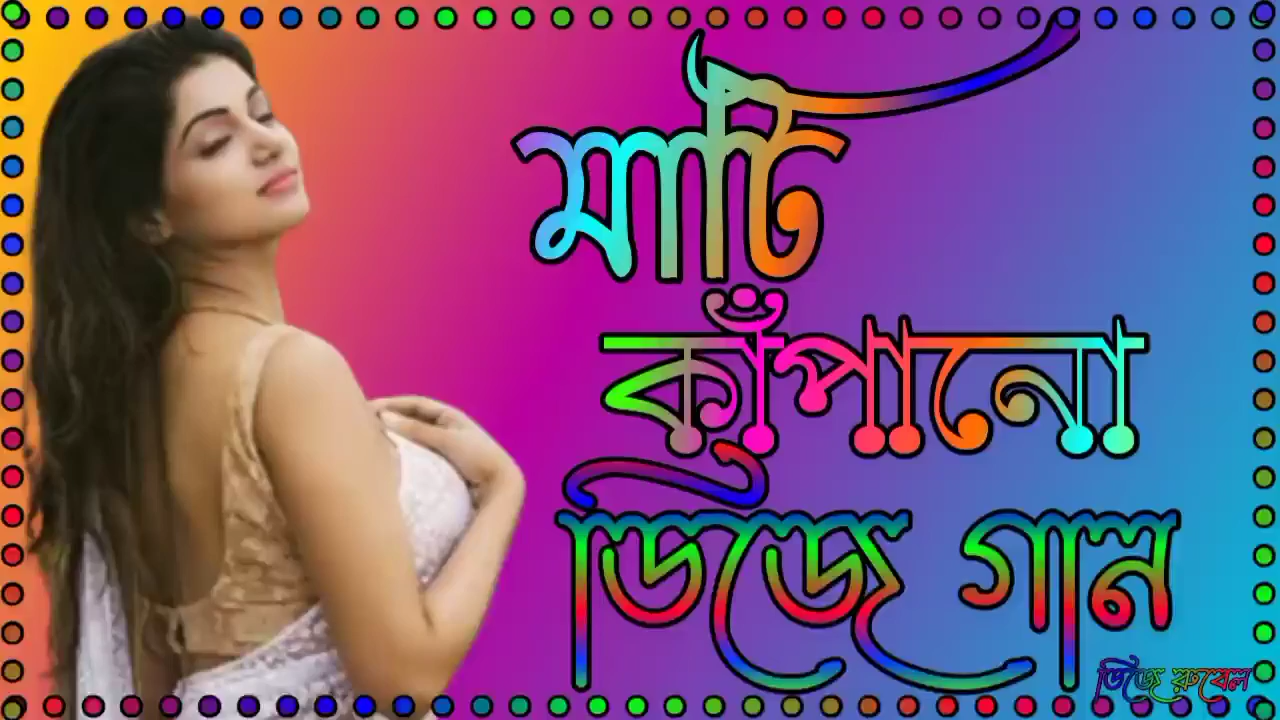 মাটি
কাঁপানো
ডিজে গান
ডিজে রুবেল